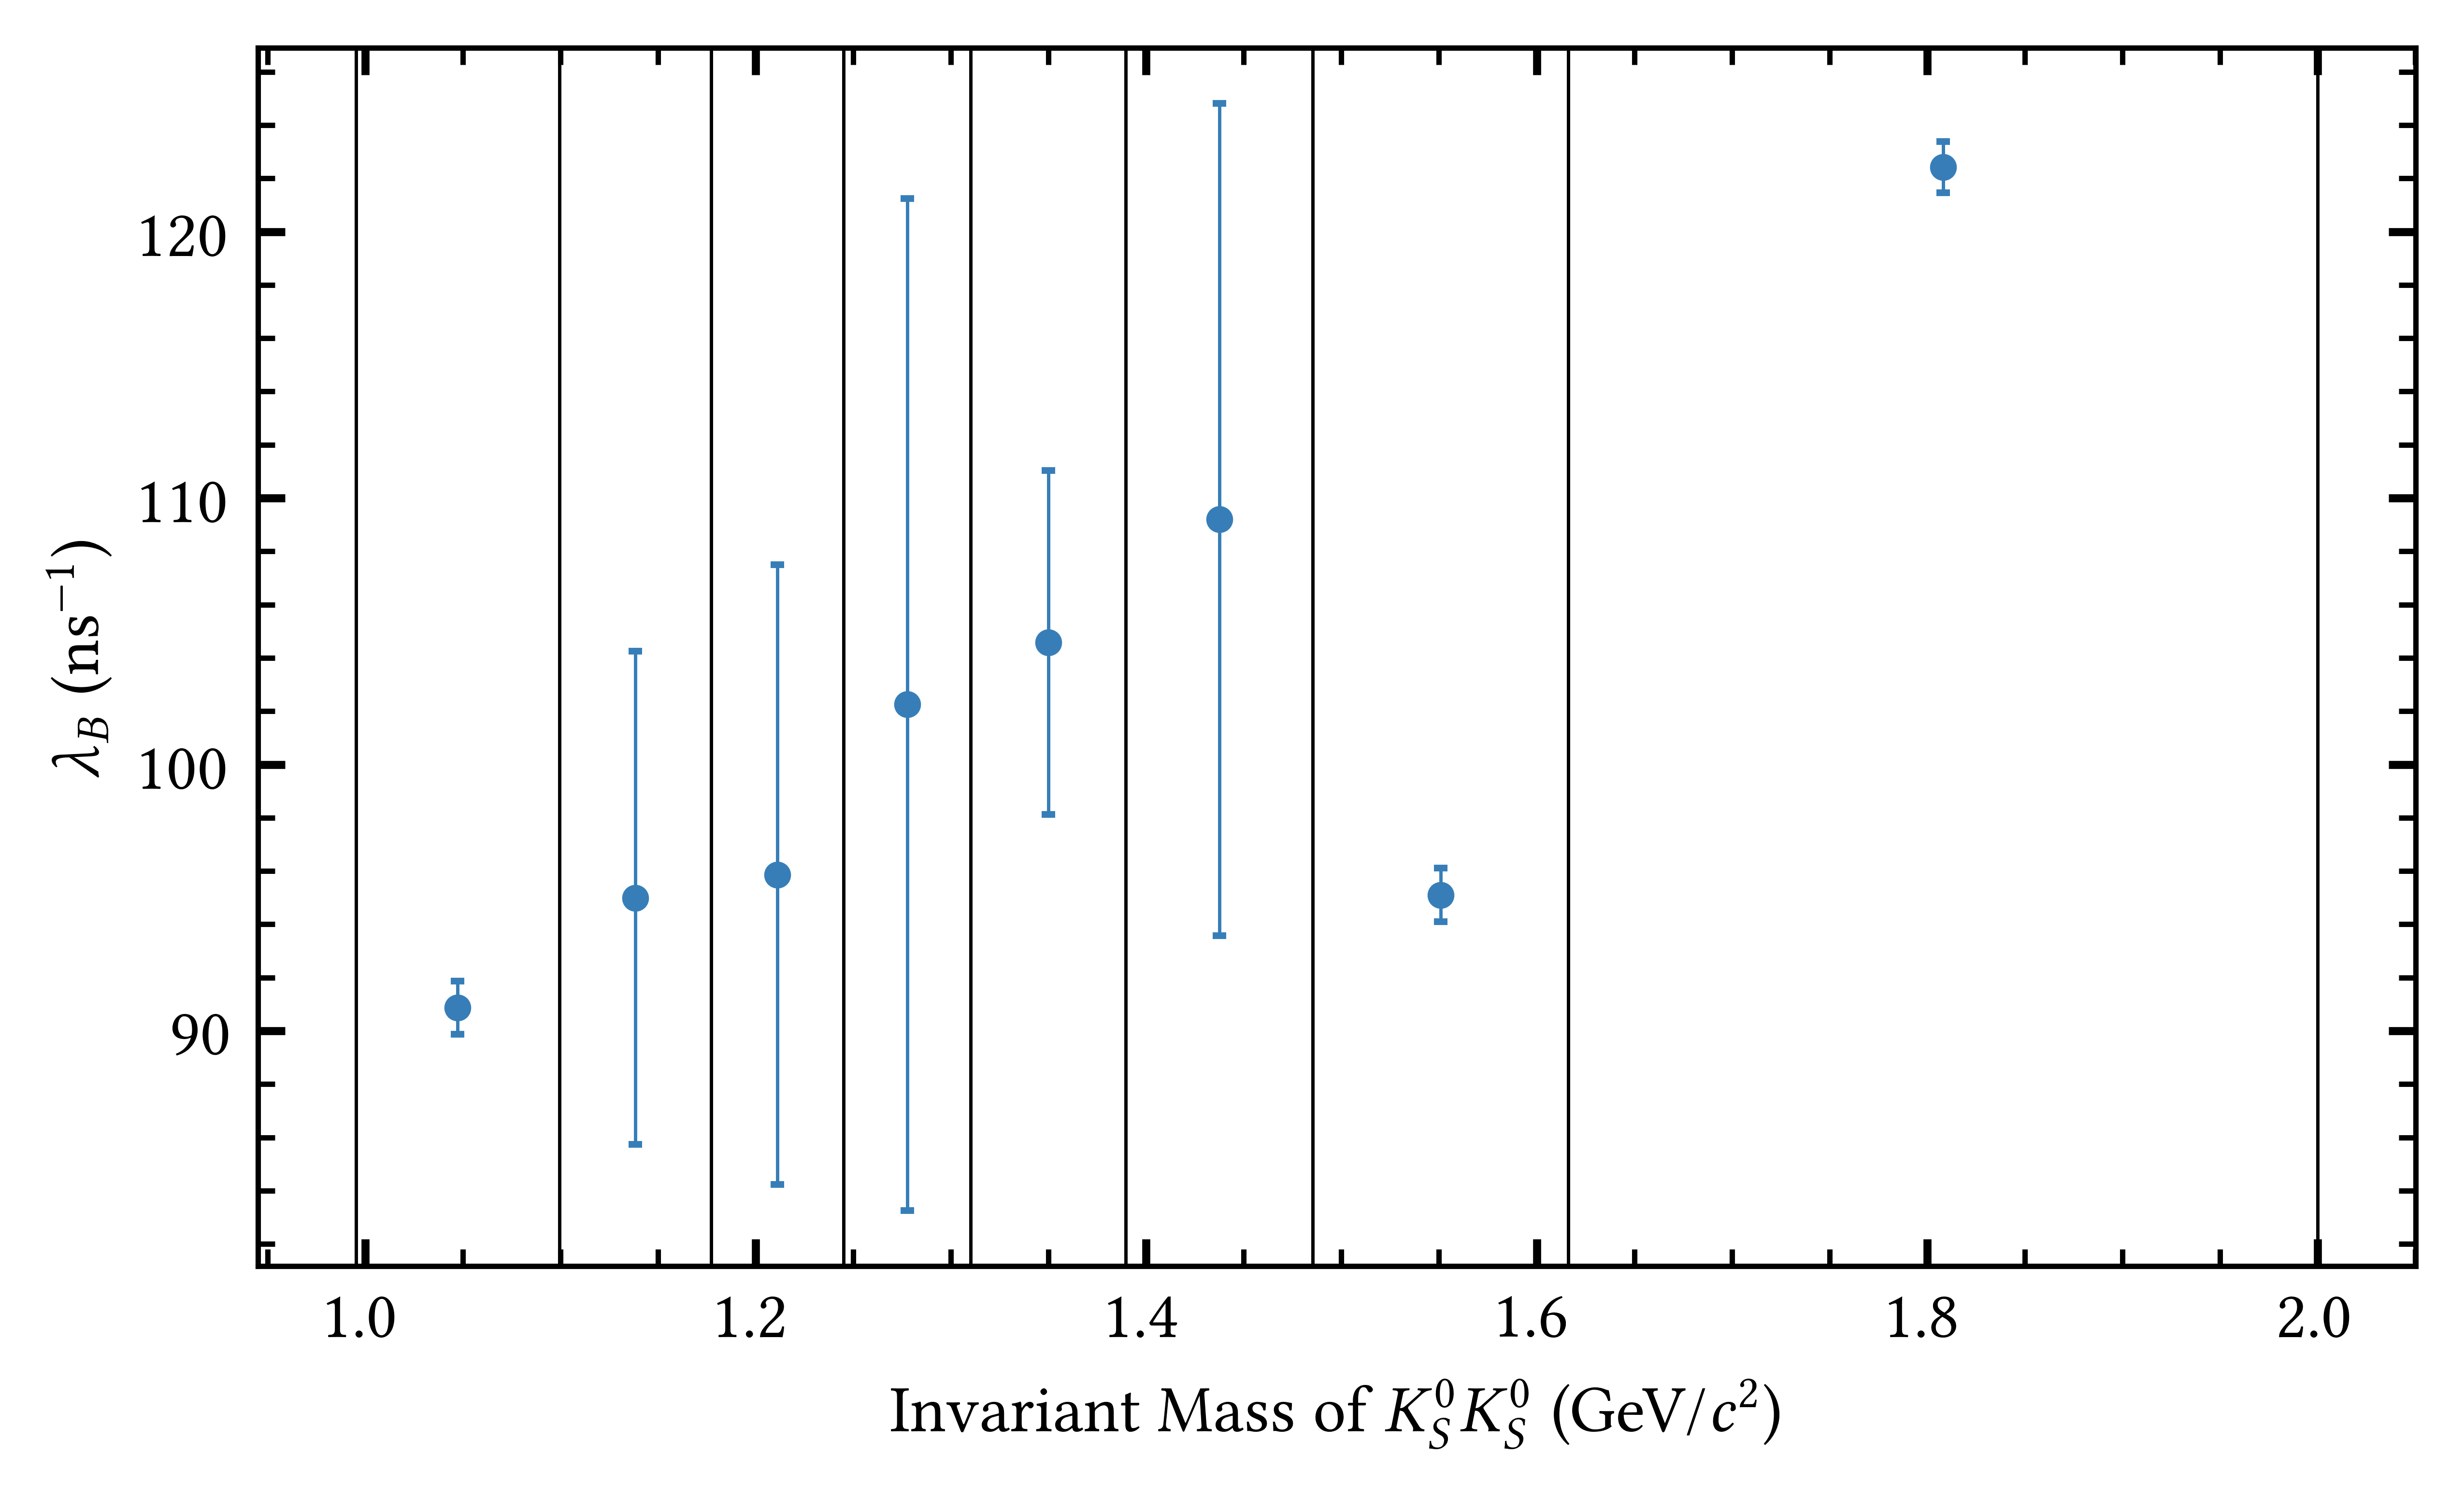 120
110
100
90
λ_B (ns⁻¹)
1.0 1.2 1.4 1.6 1.8 2.0
Invariant Mass of K_S^0 K_S^0 (GeV/c²)